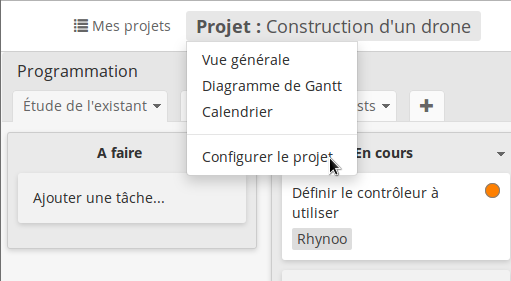 Mes projets
Projet : Construction d'un drone
Vue générale
Diagramme de Gantt
Calendrier
Configurer le projet
Programmation
Étude de l'existant
sts
A faire
En cours
Ajouter une tâche...
Définir le contrôleur à
utiliser
Rhynoo